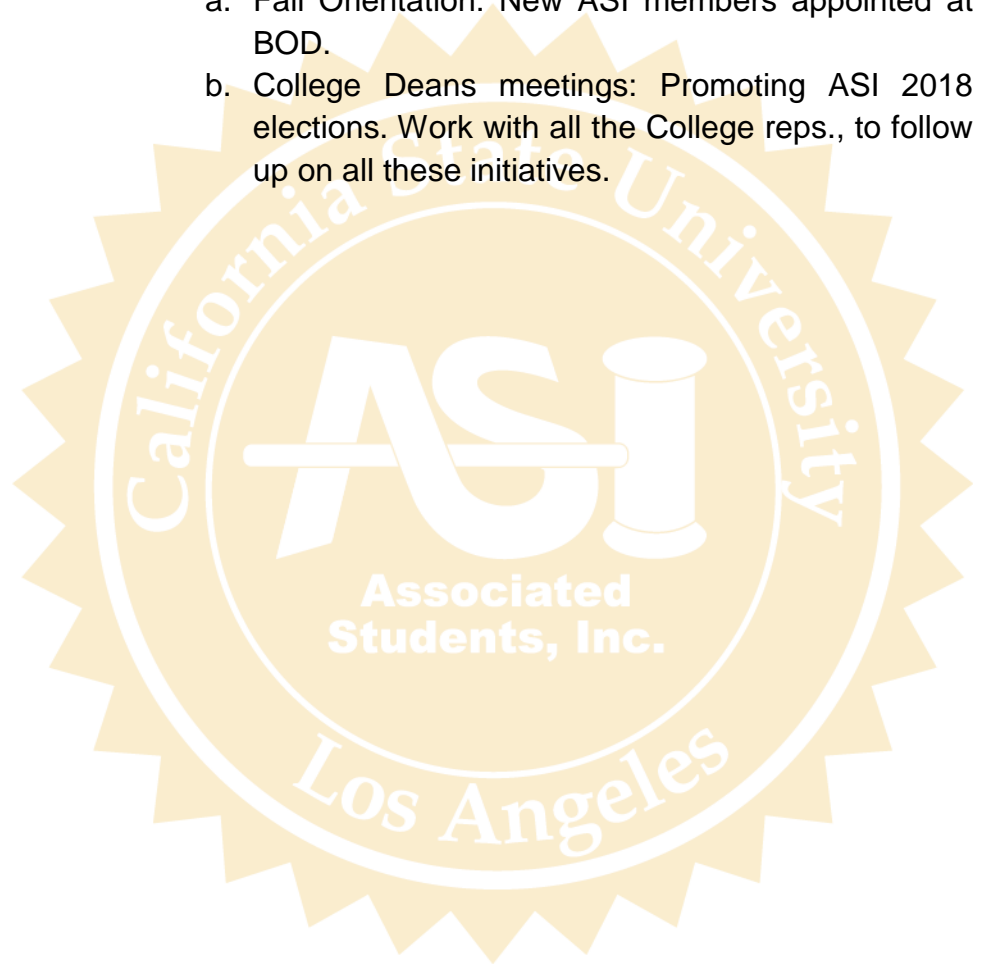 a. Fall Orientation: New ASI members appointed at
BOD.
b. College Deans meetings: Promoting ASI 2018
elections. Work with all the College reps., to follow
up on all these initiatives.
California State University
ASI
Associated
Students, Inc.
Los Angeles